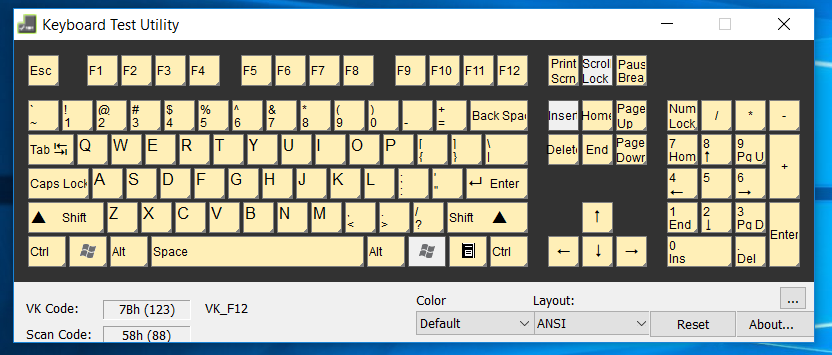 Keyboard Test Utility
Esc F1 F2 F3 F4 F5 F6 F7 F8 F9 F10 F11 F12 Print Scrn Scroll Lock Paus Brea
` ~ ! 1 @ 2 # 3 $ 4 % 5 ^ 6 & 7 * 8 ( 9 ) 0 - + = Back Spac Inser Home Page Up Num Lock / * -
Tab Q W E R T Y U I O P [ { ] } \ | Delete End Page Down 7 Hom 8 ↑ 9 Pg U +
Caps Lock A S D F G H J K L ; : ' " ↵ Enter 4 ← 5 6 →
▲ Shift Z X C V B N M , < . > / ? Shift ▲ ↑ 1 End 2 ↓ 3 Pg D Enter
Ctrl Alt Space Alt Ctrl ← ↓ → 0 Ins . Del
...
Color Layout:
VK Code: 7Bh (123) VK_F12
Default ANSI Reset About...
Scan Code: 58h (88)